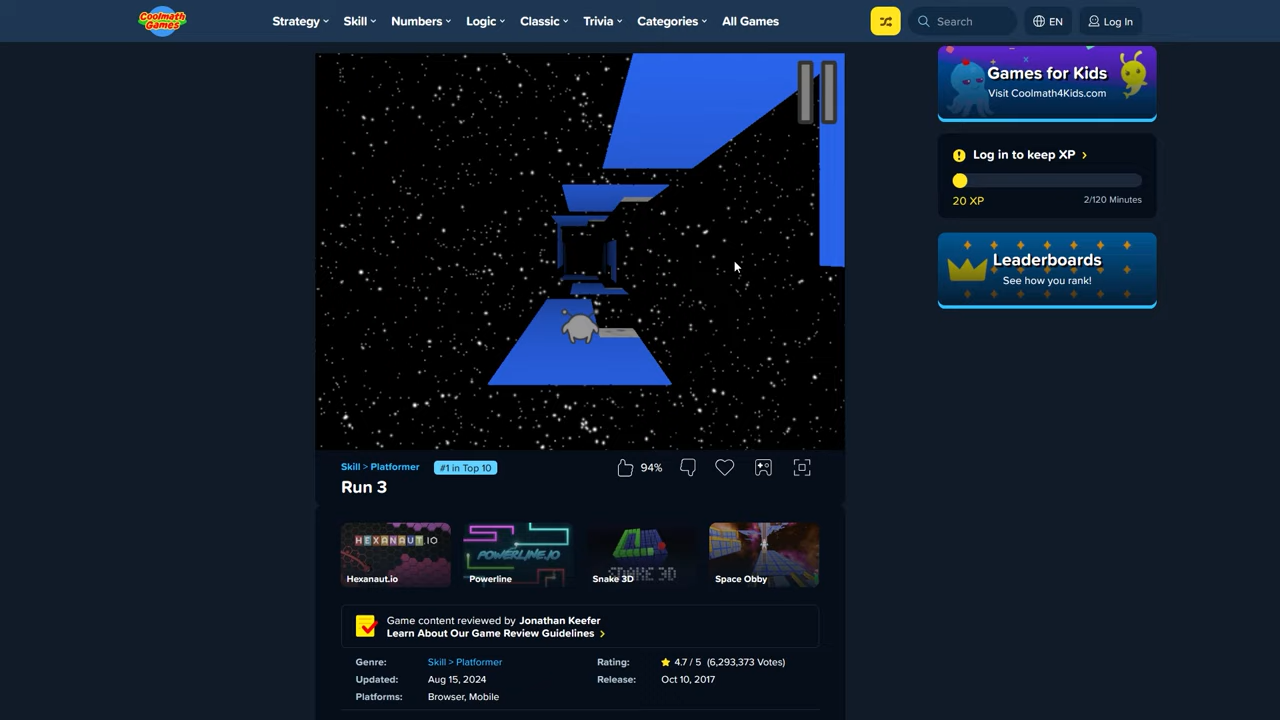 Coolmath
Games
Strategy
Skill
Numbers
Logic
Classic
Trivia
Categories
All Games
Search
EN
Log In
Games for Kids
Visit Coolmath4Kids.com
Log in to keep XP
20 XP
2/120 Minutes
Leaderboards
See how you rank!
Skill > Platformer
#1 in Top 10
94%
Run 3
HEXANAUT.IO
Hexanaut.io
POWERLINE.IO
Powerline
SNAKE 3D
Snake 3D
Space Obby
Game content reviewed by Jonathan Keefer
Learn About Our Game Review Guidelines
Genre: Skill > Platformer
Rating: 4.7 / 5 (6,293,373 Votes)
Updated: Aug 15, 2024
Release: Oct 10, 2017
Platforms: Browser, Mobile